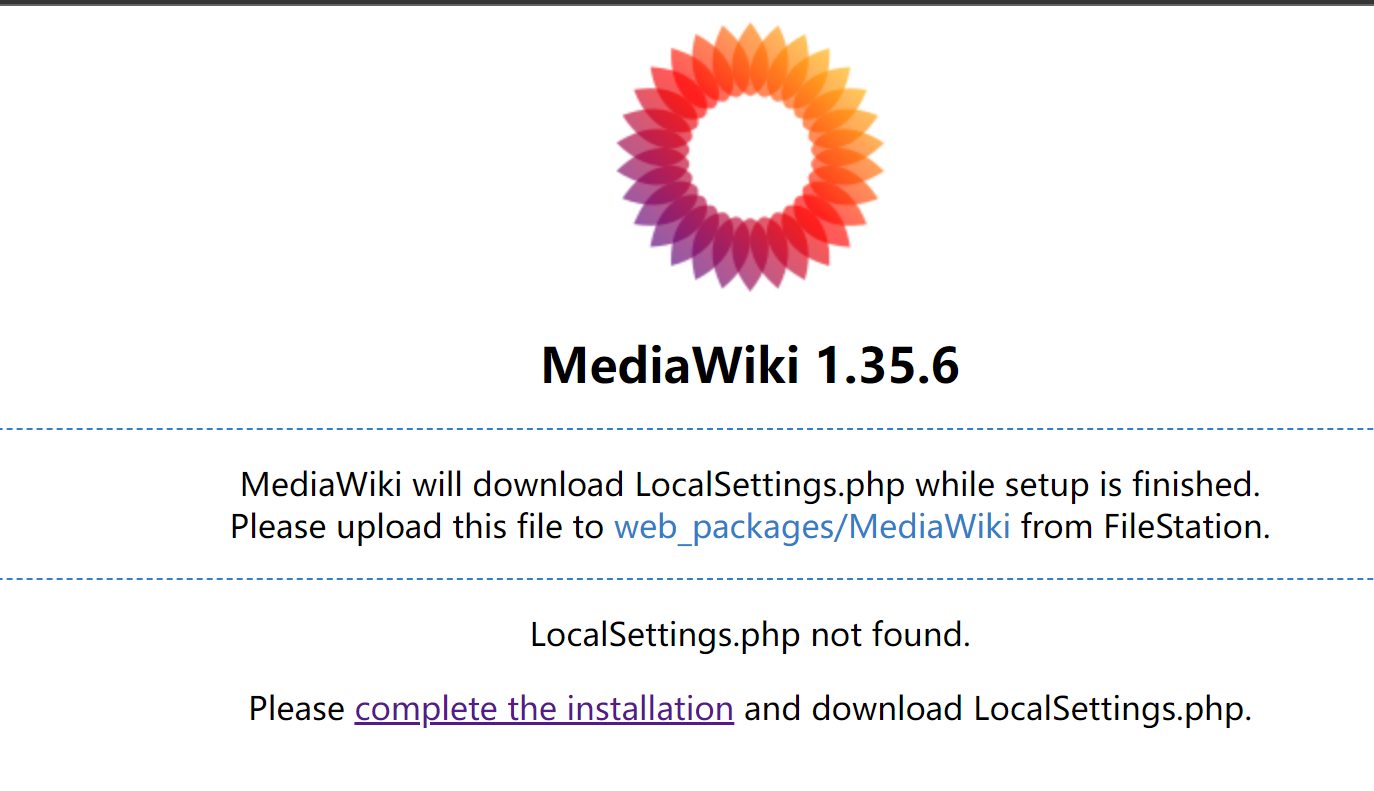 MediaWiki 1.35.6
MediaWiki will download LocalSettings.php while setup is finished.
Please upload this file to web_packages/MediaWiki from FileStation.
LocalSettings.php not found.
Please complete the installation and download LocalSettings.php.